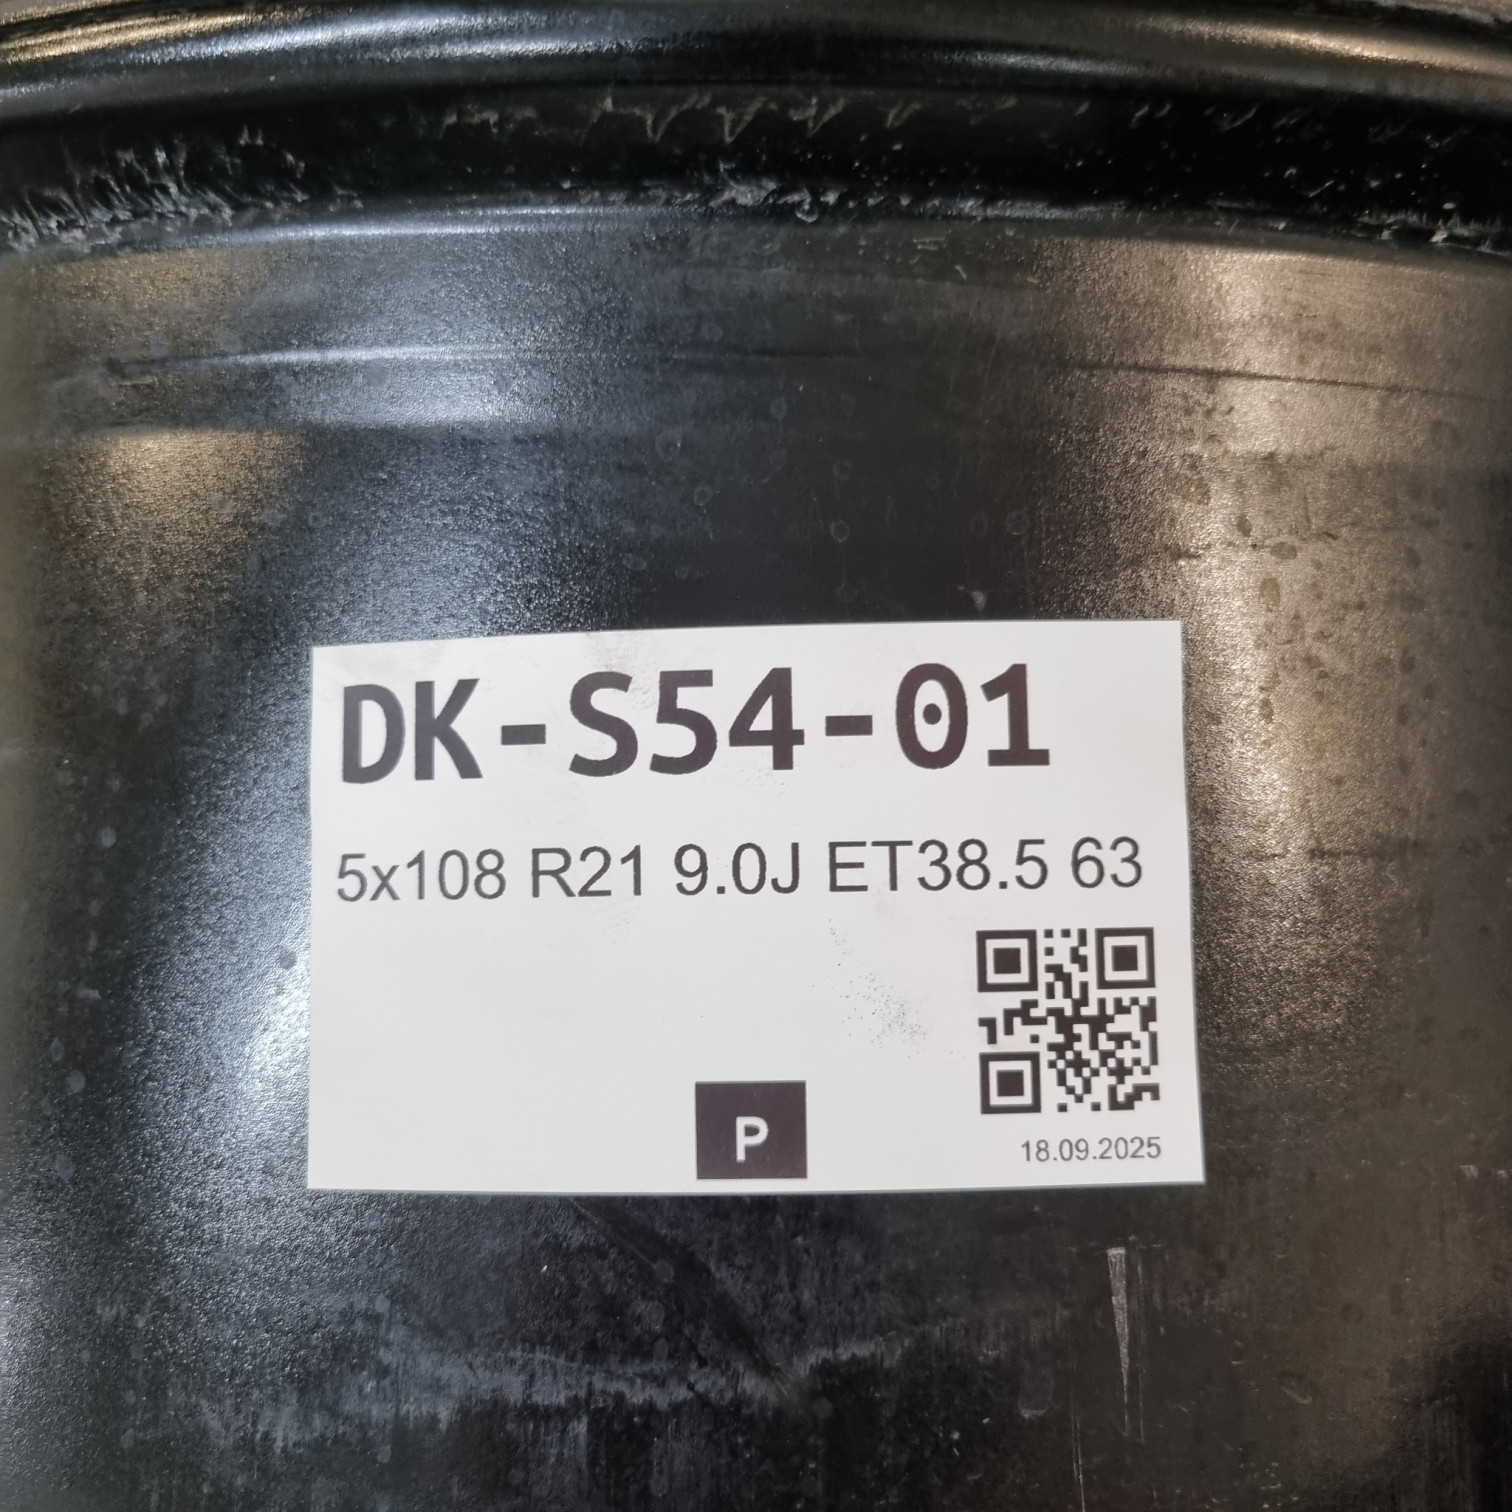 DK-S54-01
5x108 R21 9.0J ET38.5 63
P
18.09.2025